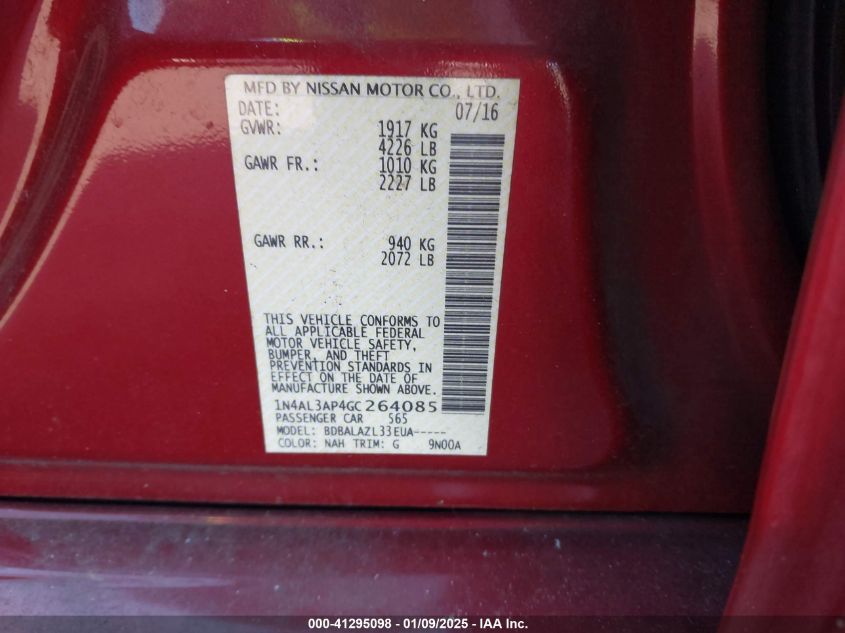 MFD BY NISSAN MOTOR CO., LTD.
DATE: 07/16
GVWR: 1917 KG
4226 LB
GAWR FR.: 1010 KG
2227 LB
GAWR RR.: 940 KG
2072 LB
THIS VEHICLE CONFORMS TO
ALL APPLICABLE FEDERAL
MOTOR VEHICLE SAFETY,
BUMPER, AND THEFT
PREVENTION STANDARDS IN
EFFECT ON THE DATE OF
MANUFACTURE SHOWN ABOVE.
1N4AL3AP4GC264085
PASSENGER CAR 565
MODEL: BDBALAZL33EUA-----
COLOR: NAH TRIM: G 9N00A
000-41295098 - 01/09/2025 - IAA Inc.